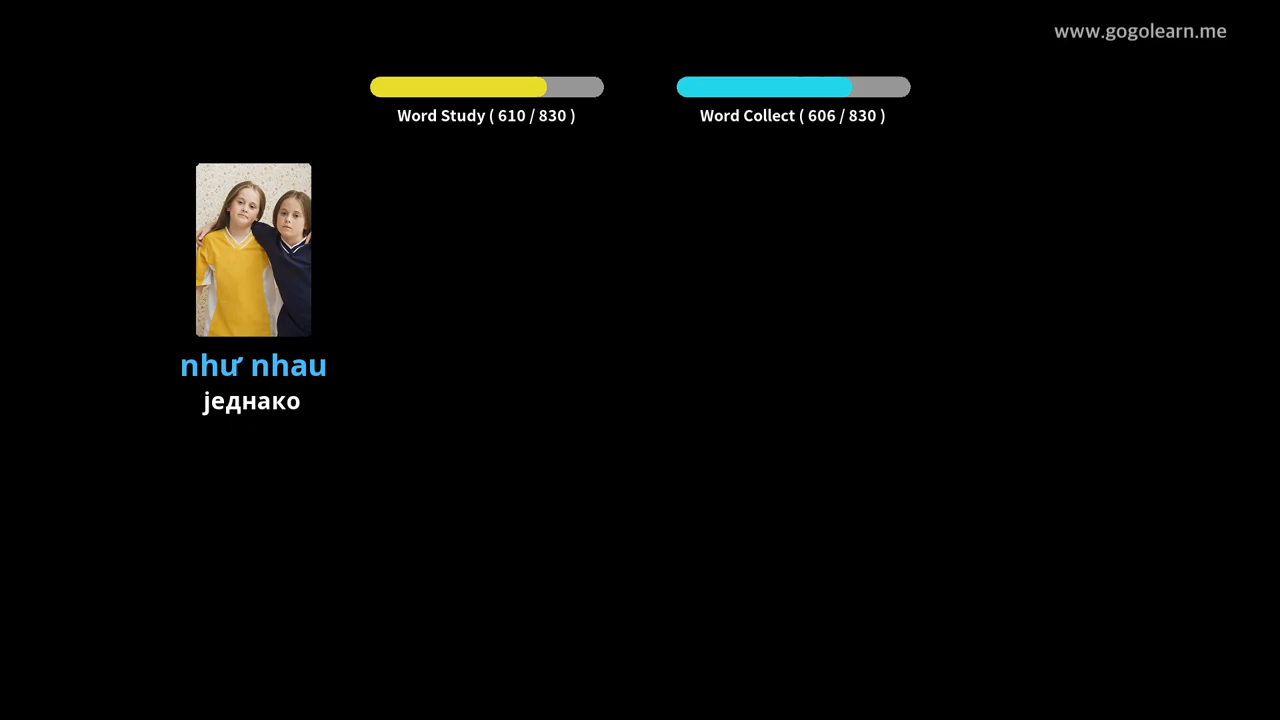 www.gogolearn.me
Word Study ( 610 / 830 )
Word Collect ( 606 / 830 )
như nhau
једнако